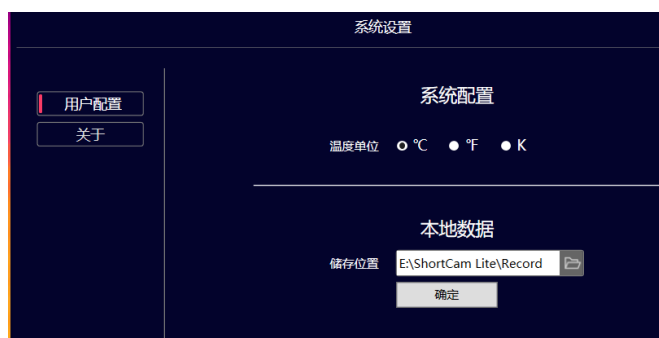 系统设置
用户配置
关于
系统配置
温度单位 ℃ ℉ K
本地数据
储存位置 E:\ShortCam Lite\Record
确定